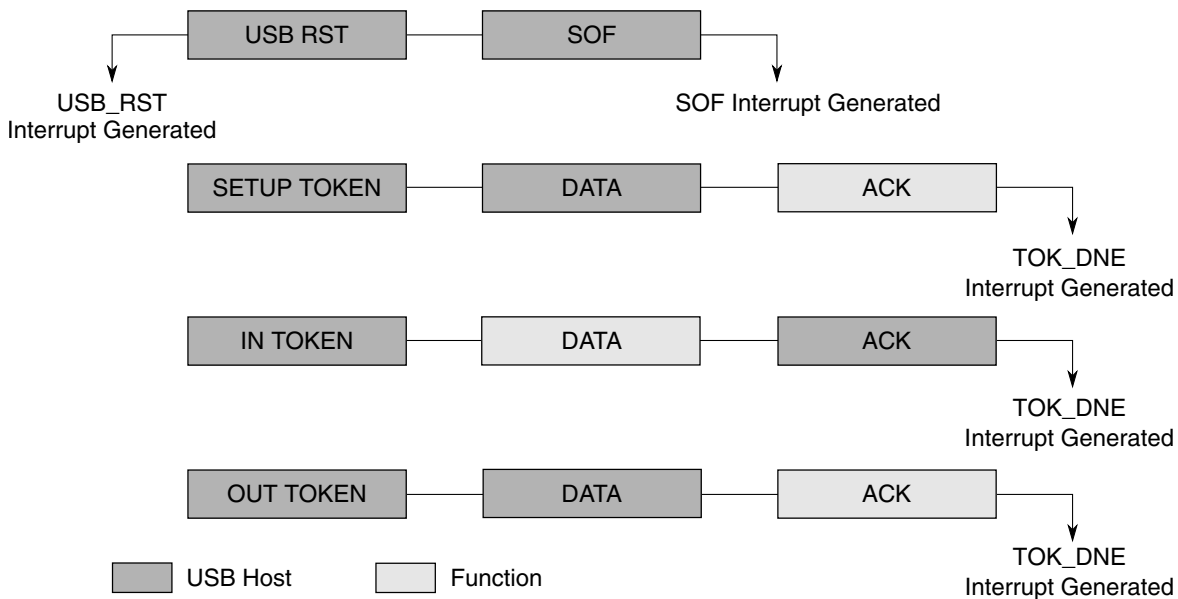 USB RST
SOF
USB_RST
Interrupt Generated
SOF Interrupt Generated
SETUP TOKEN
DATA
ACK
TOK_DNE
Interrupt Generated
IN TOKEN
DATA
ACK
TOK_DNE
Interrupt Generated
OUT TOKEN
DATA
ACK
TOK_DNE
Interrupt Generated
USB Host
Function